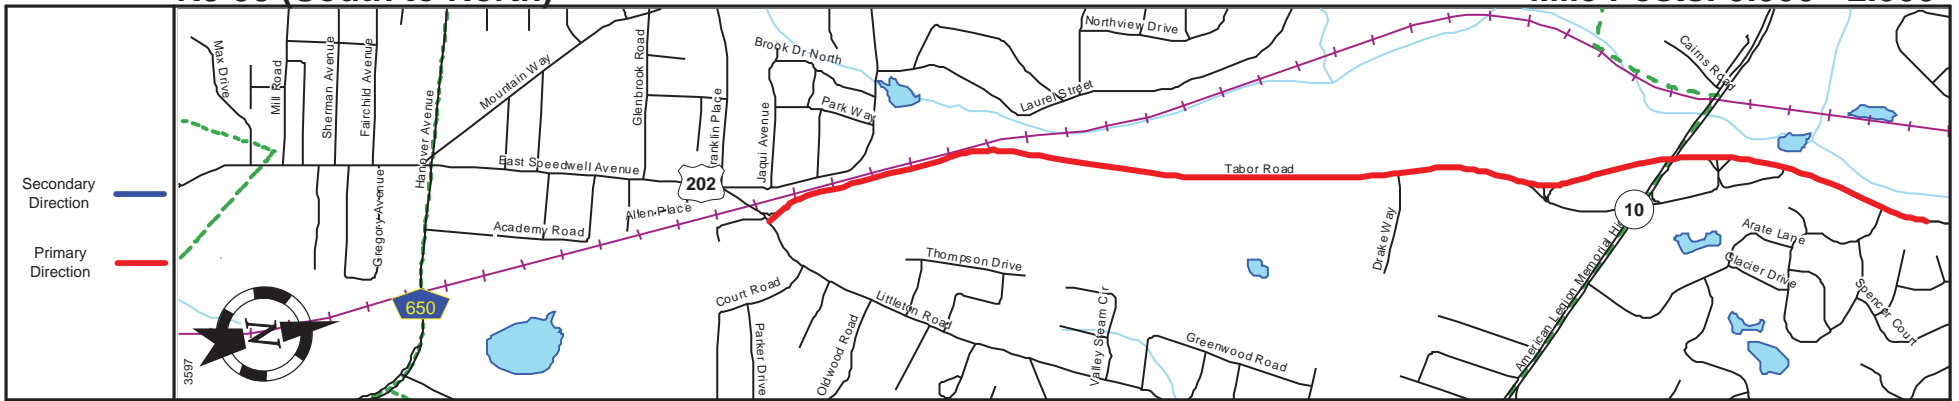 Secondary
Direction
Primary
Direction
3597
Max Drive
Mill Road
Sherman Avenue
Fairchild Avenue
Hanover Avenue
Mountain Way
Glenbrook Road
Franklin Place
Jaqui Avenue
Brook Dr North
Park Way
Northview Drive
Laurel Street
Cairns Road
East Speedwell Avenue
202
Tabor Road
Gregory Avenue
Academy Road
Allen Place
10
Drake Way
Arate Lane
Glacier Drive
Spencer Court
American Legion Memorial
Thompson Drive
Court Road
Littleton Road
Parker Drive
Oldwood Road
Valley Steam Cir
Greenwood Road
650
N